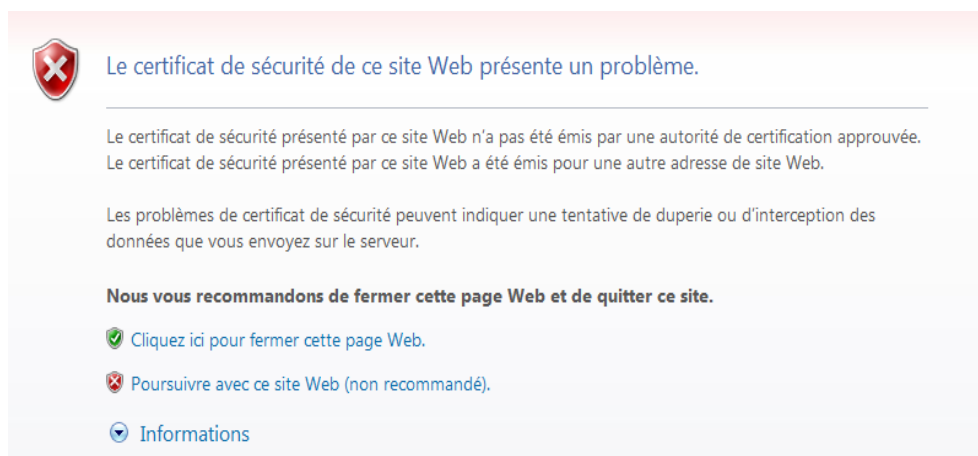 Le certificat de sécurité de ce site Web présente un problème.
Le certificat de sécurité présenté par ce site Web n'a pas été émis par une autorité de certification approuvée.
Le certificat de sécurité présenté par ce site Web a été émis pour une autre adresse de site Web.
Les problèmes de certificat de sécurité peuvent indiquer une tentative de duperie ou d'interception des
données que vous envoyez sur le serveur.
Nous vous recommandons de fermer cette page Web et de quitter ce site.
Cliquez ici pour fermer cette page Web.
Poursuivre avec ce site Web (non recommandé).
Informations